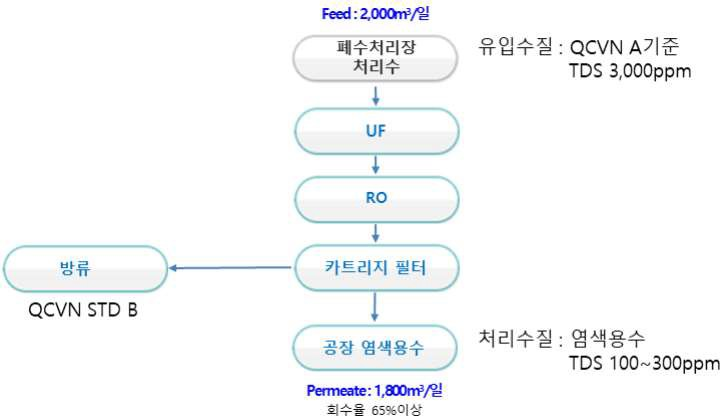 Feed : 2,000m³/일
폐수처리장
처리수
유입수질 : QCVN A기준
TDS 3,000ppm
UF
RO
방류
카트리지 필터
QCVN STD B
공장 염색용수
처리수질 : 염색용수
TDS 100~300ppm
Permeate : 1,800m³/일
회수율 65%이상